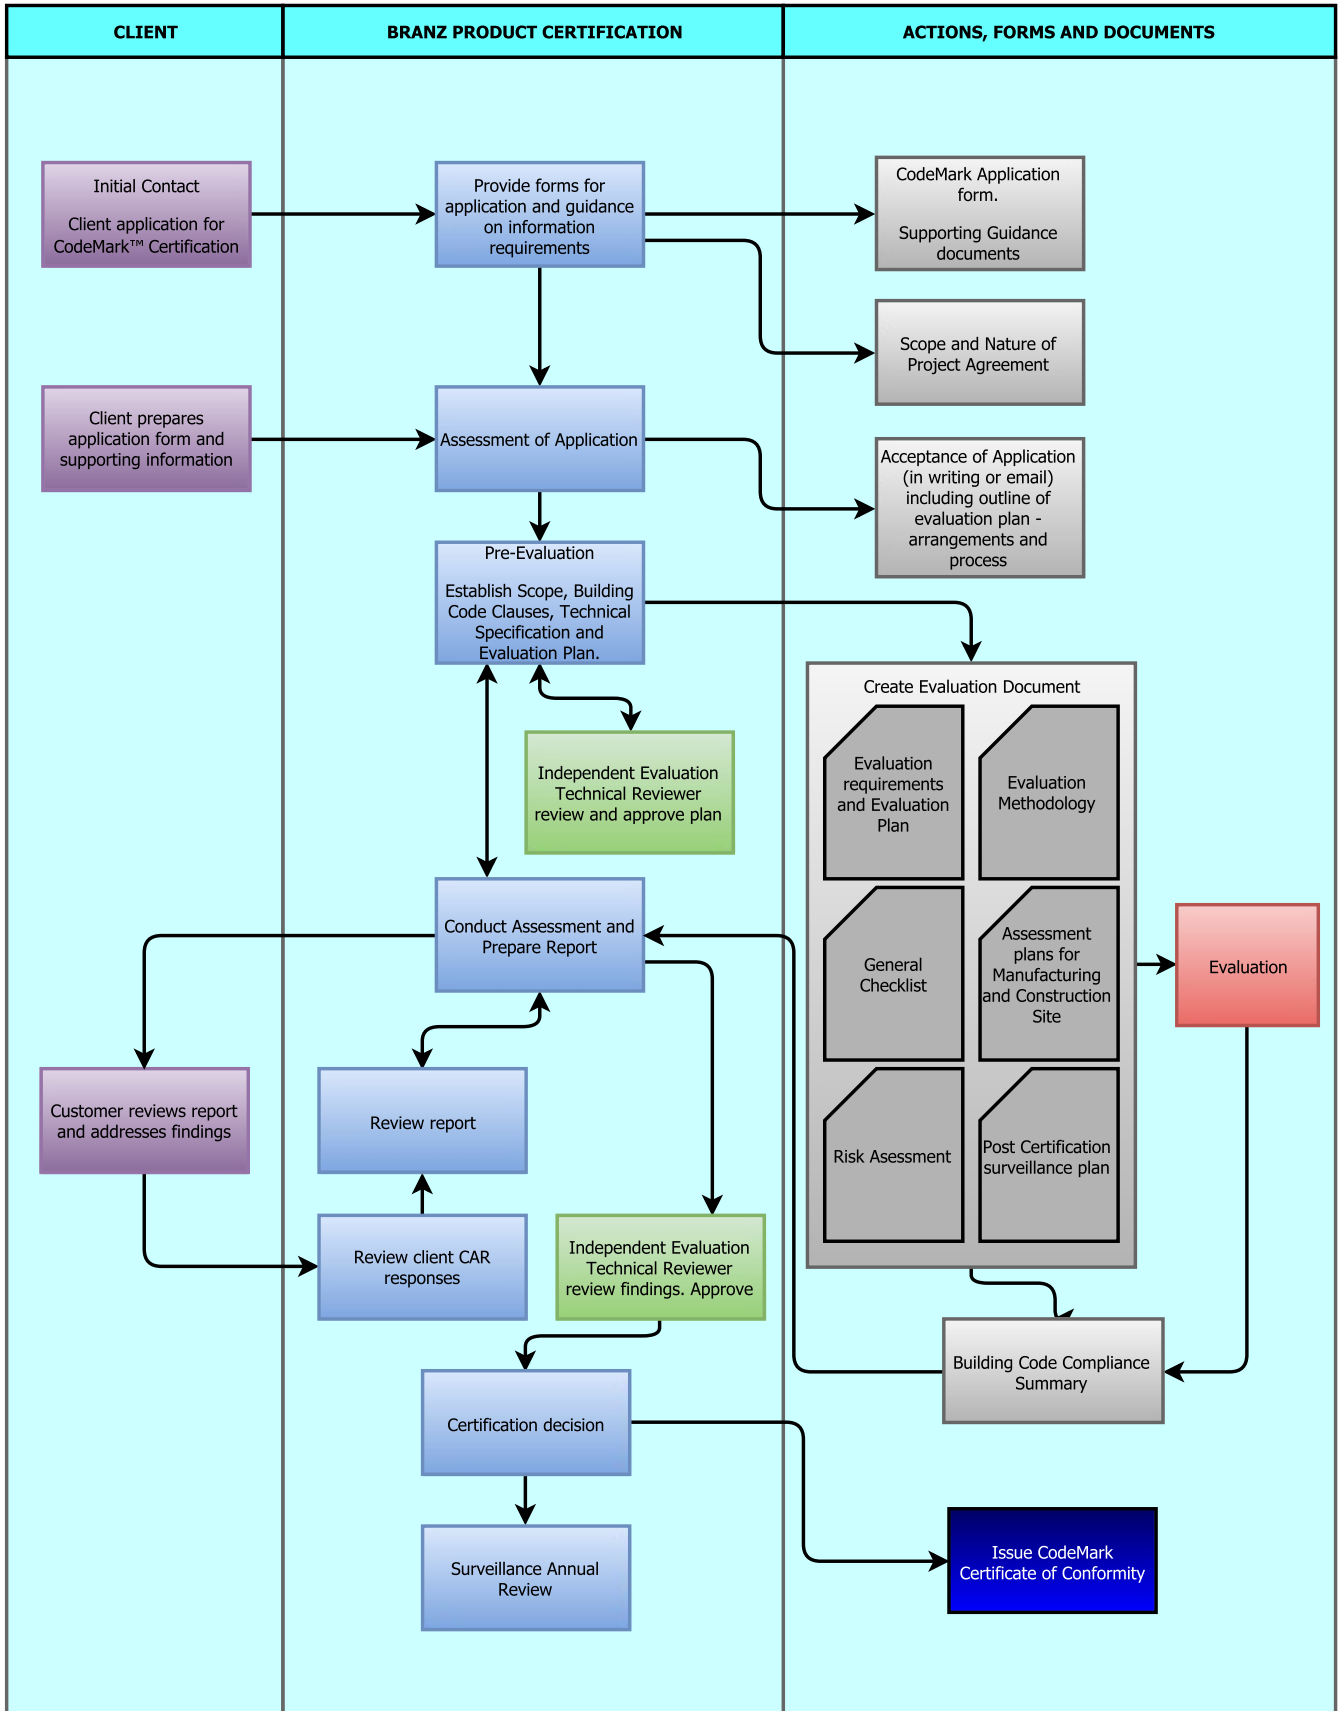 CLIENT
BRANZ PRODUCT CERTIFICATION
ACTIONS, FORMS AND DOCUMENTS
Initial Contact
Client application for
CodeMark™ Certification
Provide forms for
application and guidance
on information
requirements
CodeMark Application
form.
Supporting Guidance
documents
Scope and Nature of
Project Agreement
Client prepares
application form and
supporting information
Assessment of Application
Acceptance of Application
(in writing or email)
including outline of
evaluation plan -
arrangements and
process
Pre-Evaluation
Establish Scope, Building
Code Clauses, Technical
Specification and
Evaluation Plan.
Create Evaluation Document
Independent Evaluation
Technical Reviewer
review and approve plan
Evaluation
requirements
and Evaluation
Plan
Evaluation
Methodology
Conduct Assessment and
Prepare Report
General
Checklist
Assessment
plans for
Manufacturing
and Construction
Site
Evaluation
Customer reviews report
and addresses findings
Review report
Risk Asessment
Post Certification
surveillance plan
Review client CAR
responses
Independent Evaluation
Technical Reviewer
review findings. Approve
Building Code Compliance
Summary
Certification decision
Issue CodeMark
Certificate of Conformity
Surveillance Annual
Review